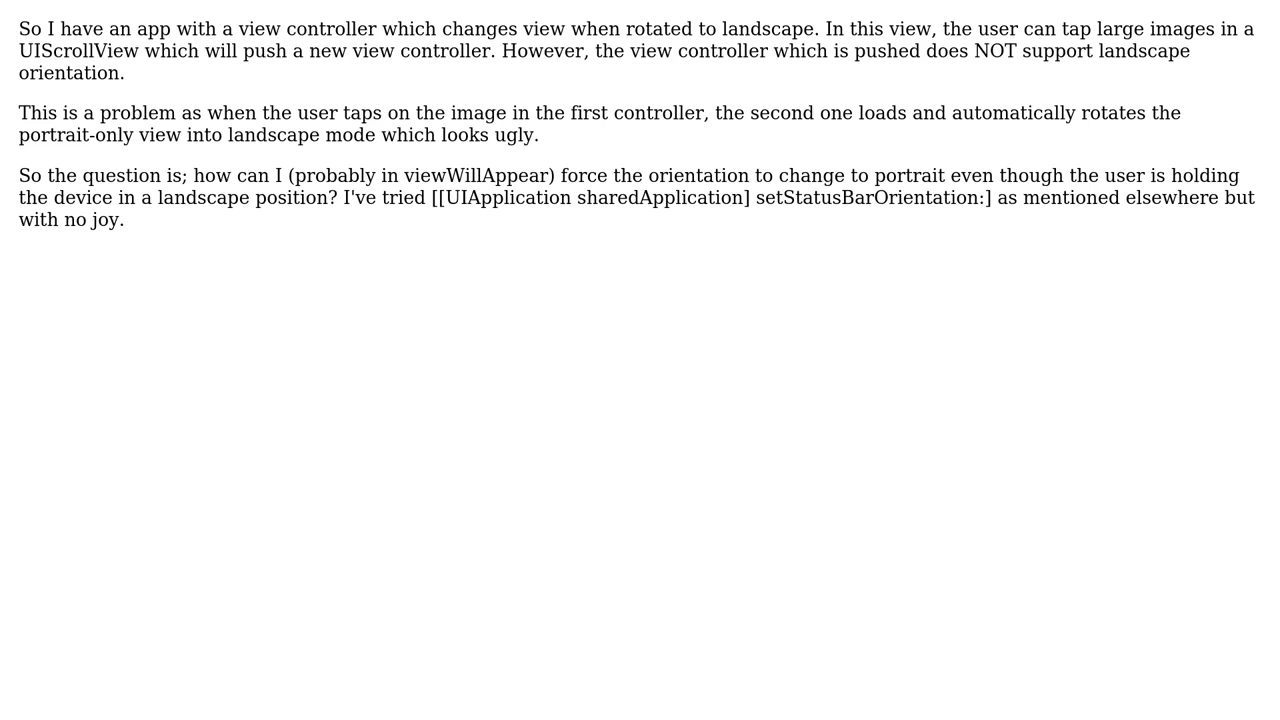 So I have an app with a view controller which changes view when rotated to landscape. In this view, the user can tap large images in a
UIScrollView which will push a new view controller. However, the view controller which is pushed does NOT support landscape
orientation.
This is a problem as when the user taps on the image in the first controller, the second one loads and automatically rotates the
portrait-only view into landscape mode which looks ugly.
So the question is; how can I (probably in viewWillAppear) force the orientation to change to portrait even though the user is holding
the device in a landscape position? I've tried [[UIApplication sharedApplication] setStatusBarOrientation:] as mentioned elsewhere but
with no joy.